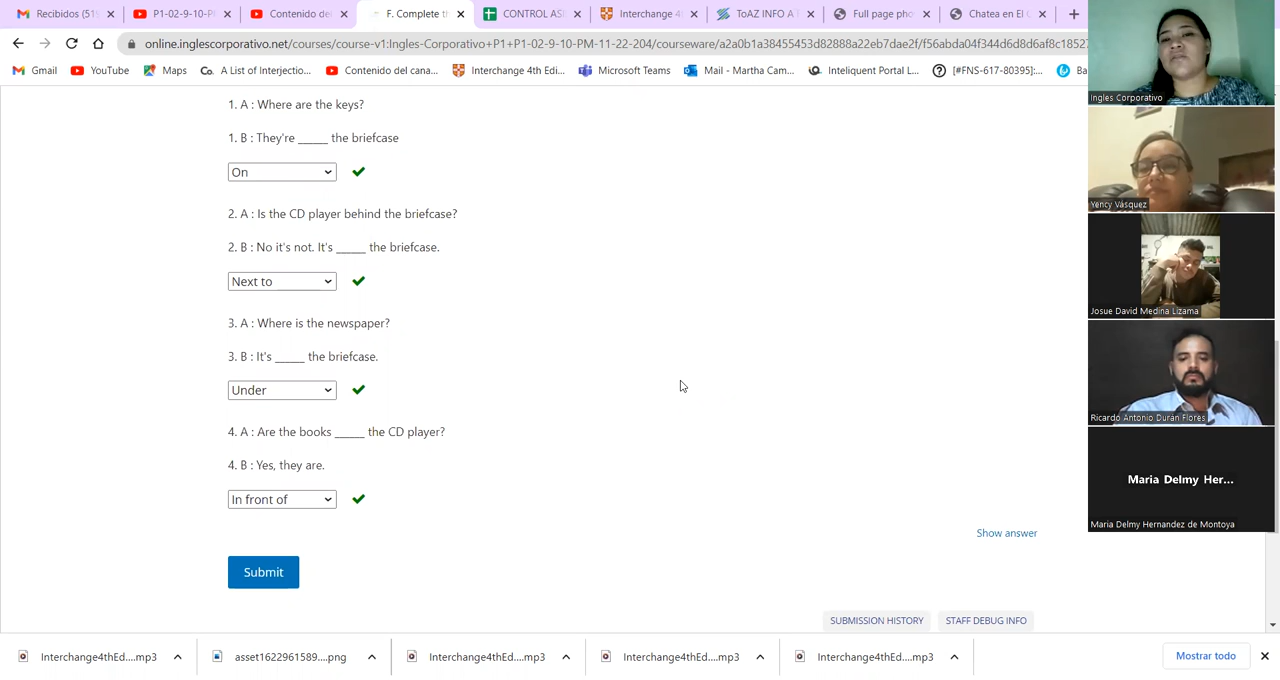 Recibidos (51
P1-02-9-10-P
Contenido de
F. Complete t
CONTROL ASI
Interchange 4
ToAZ INFO A
Full page pho
Chatea en El C
online.inglescorporativo.net/courses/course-v1:Ingles-Corporativo+P1+P1-02-9-10-PM-11-22-204/courseware/a2a0b1a38455453d82888a22eb7dae2f/f56abda04f344d6d8d6af8c1852
Gmail
YouTube
Maps
Co. A List of Interjectio...
Contenido del cana...
Interchange 4th Edi...
Microsoft Teams
Mail - Martha Cam...
Inteliquent Portal L...
[#FNS-617-80395]:...
Ba
1. A : Where are the keys?
1. B : They're _____ the briefcase
On
2. A : Is the CD player behind the briefcase?
2. B : No it's not. It's _____ the briefcase.
Next to
3. A : Where is the newspaper?
3. B : It's _____ the briefcase.
Under
4. A : Are the books _____ the CD player?
4. B : Yes, they are.
In front of
Show answer
Submit
SUBMISSION HISTORY
STAFF DEBUG INFO
Ingles Corporativo
Yency Vásquez
Josue David Medina Lizama
Ricardo Antonio Durán Flores
Maria Delmy Her...
Maria Delmy Hernandez de Montoya
Interchange4thEd....mp3
asset1622961589....png
Interchange4thEd....mp3
Interchange4thEd....mp3
Interchange4thEd....mp3
Mostrar todo